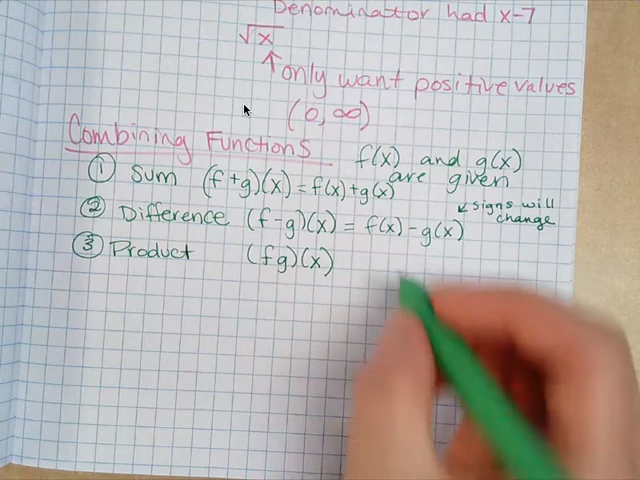 Denominator had x-7
√x
↑ only want positive values
(0,∞)
Combining Functions f(x) and g(x)
are given
① Sum (f+g)(x)=f(x)+g(x)
② Difference (f-g)(x) = f(x)-g(x) ↙ signs will
change
③ Product (fg)(x)